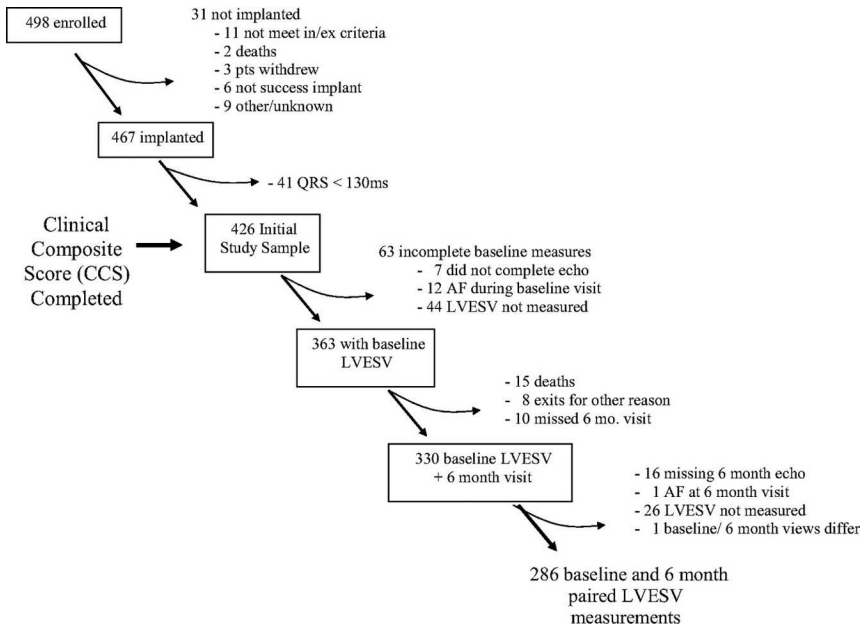 498 enrolled
31 not implanted
- 11 not meet in/ex criteria
- 2 deaths
- 3 pts withdrew
- 6 not success implant
- 9 other/unknown
467 implanted
- 41 QRS < 130ms
Clinical
Composite
Score (CCS)
Completed
426 Initial
Study Sample
63 incomplete baseline measures
- 7 did not complete echo
- 12 AF during baseline visit
- 44 LVESV not measured
363 with baseline
LVESV
- 15 deaths
- 8 exits for other reason
- 10 missed 6 mo. visit
330 baseline LVESV
+ 6 month visit
- 16 missing 6 month echo
- 1 AF at 6 month visit
- 26 LVESV not measured
- 1 baseline/ 6 month views differ
286 baseline and 6 month
paired LVESV
measurements